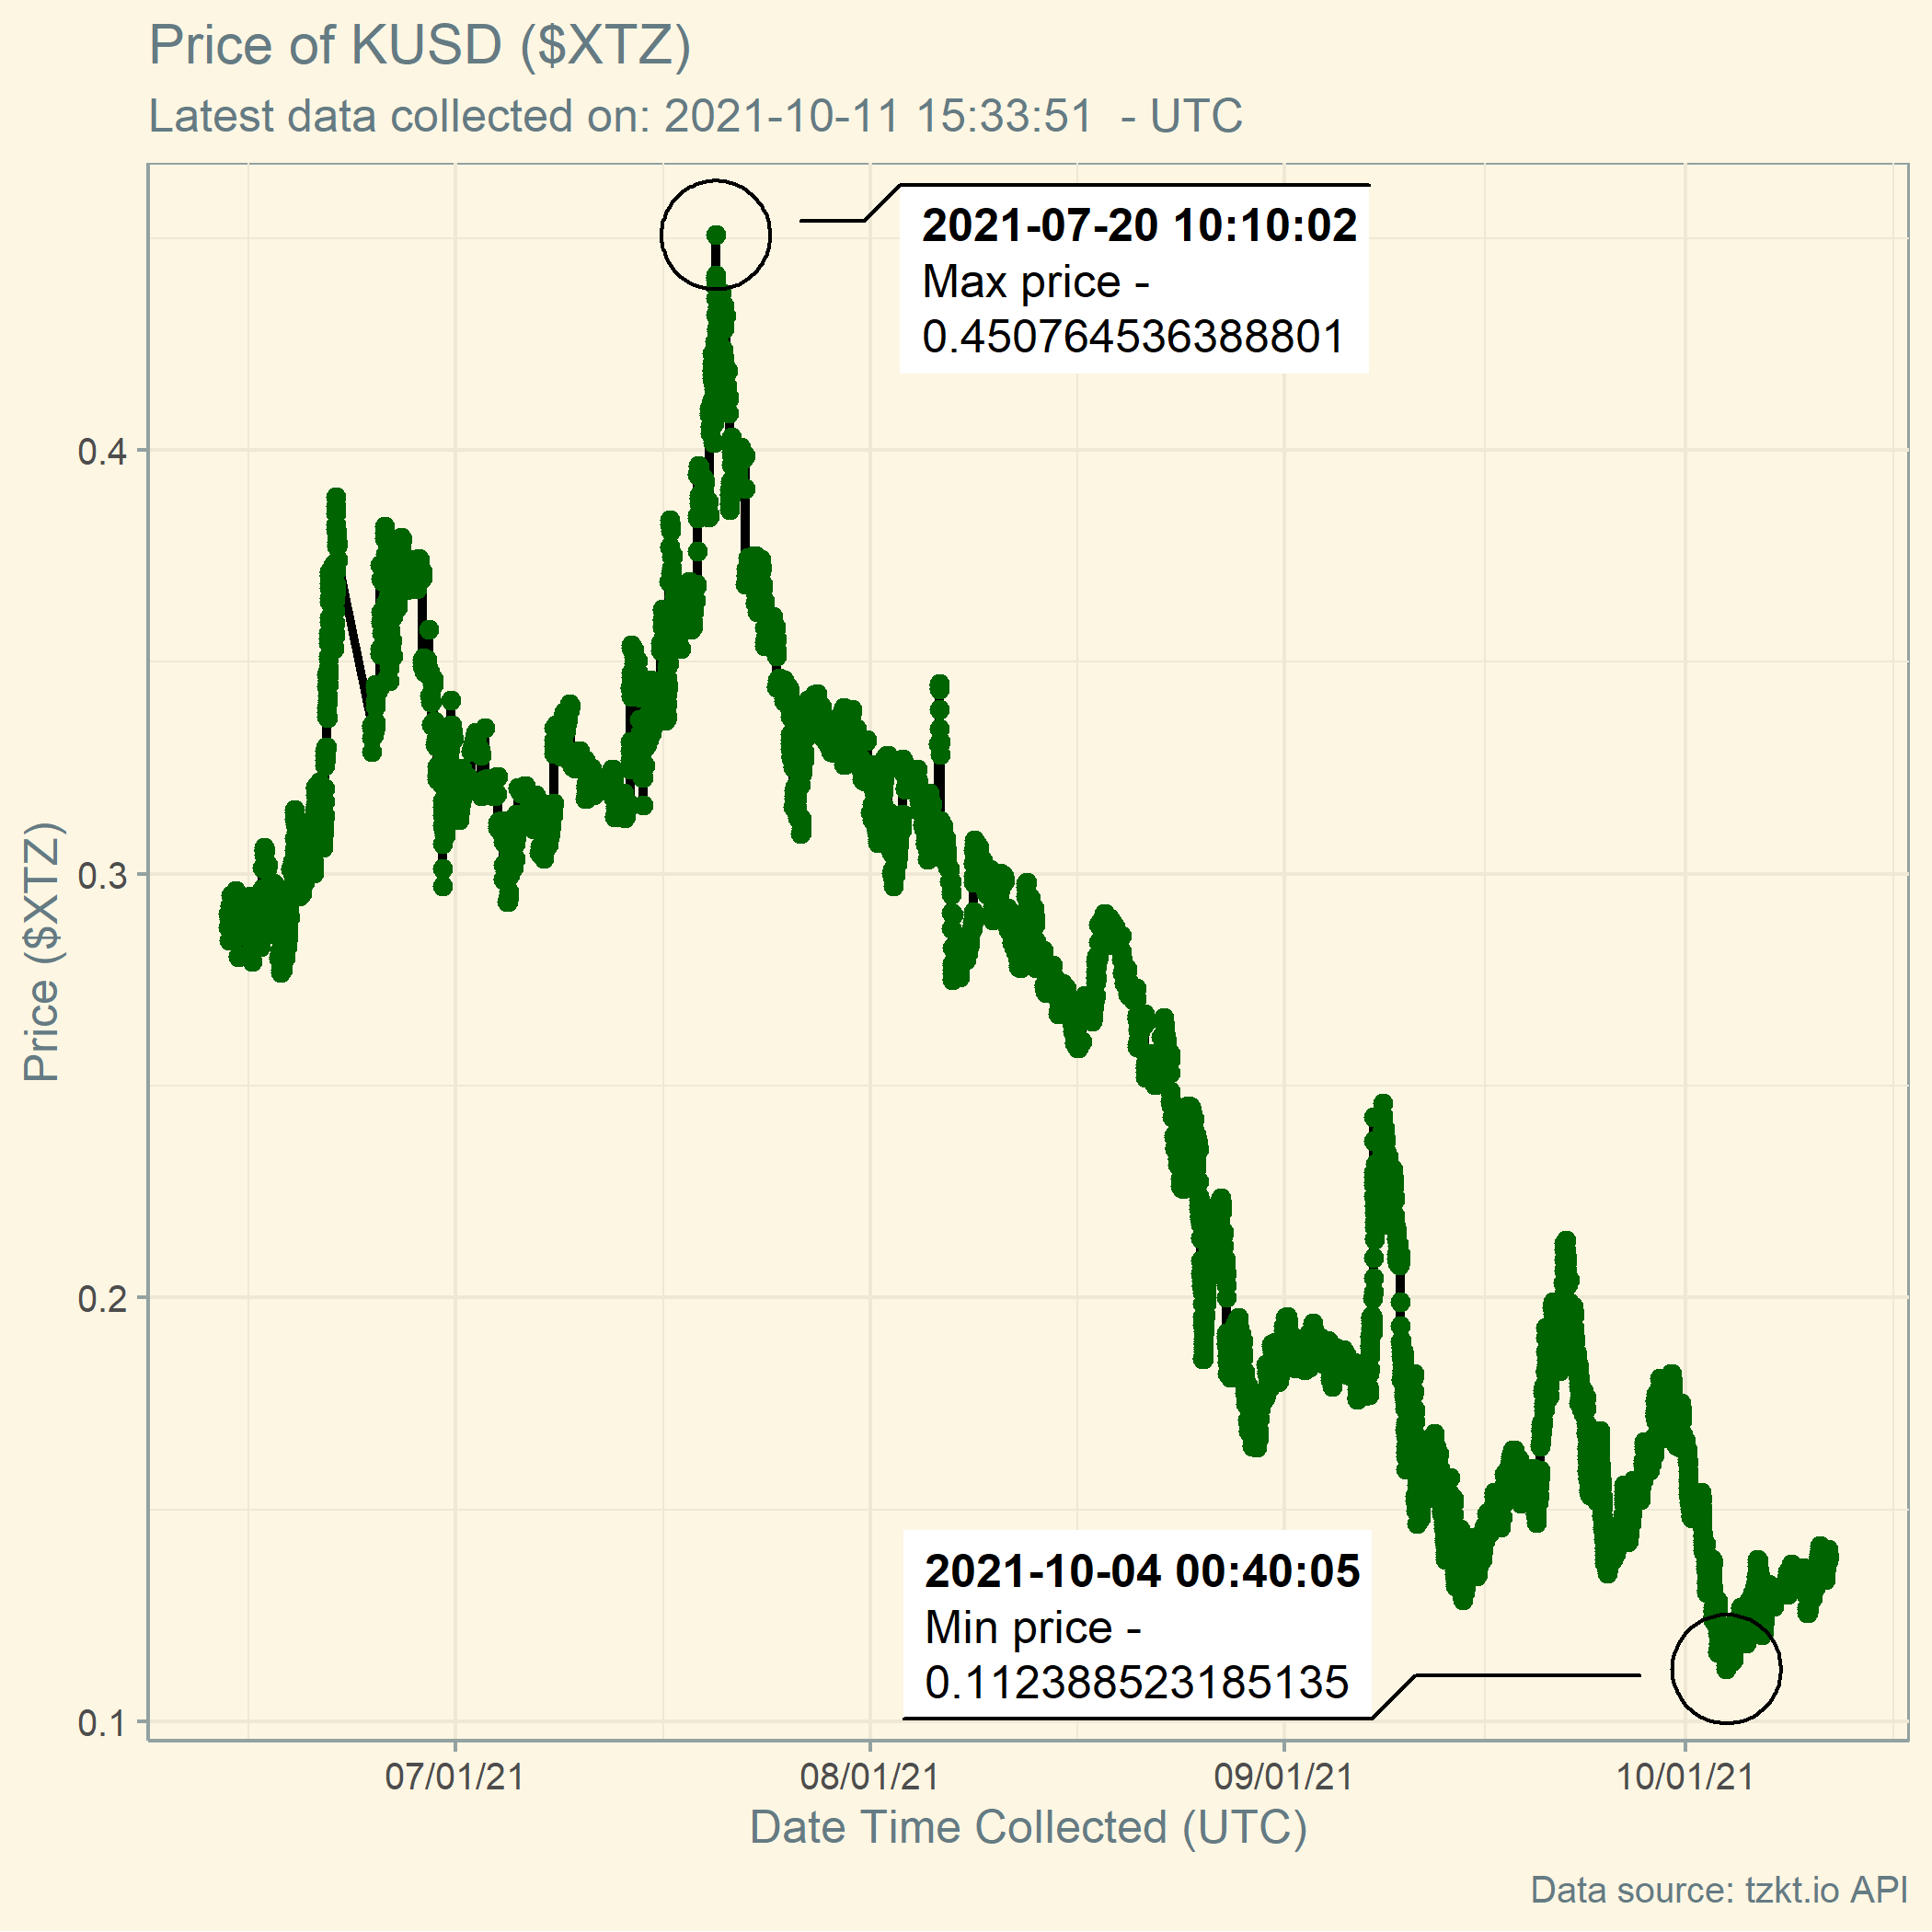 Price of KUSD ($XTZ)
Latest data collected on: 2021-10-11 15:33:51  - UTC
2021-07-20 10:10:02
Max price -
0.450764536388801
0.4
0.3
0.2
0.1
Price ($XTZ)
2021-10-04 00:40:05
Min price -
0.112388523185135
07/01/21
08/01/21
09/01/21
10/01/21
Date Time Collected (UTC)
Data source: tzkt.io API